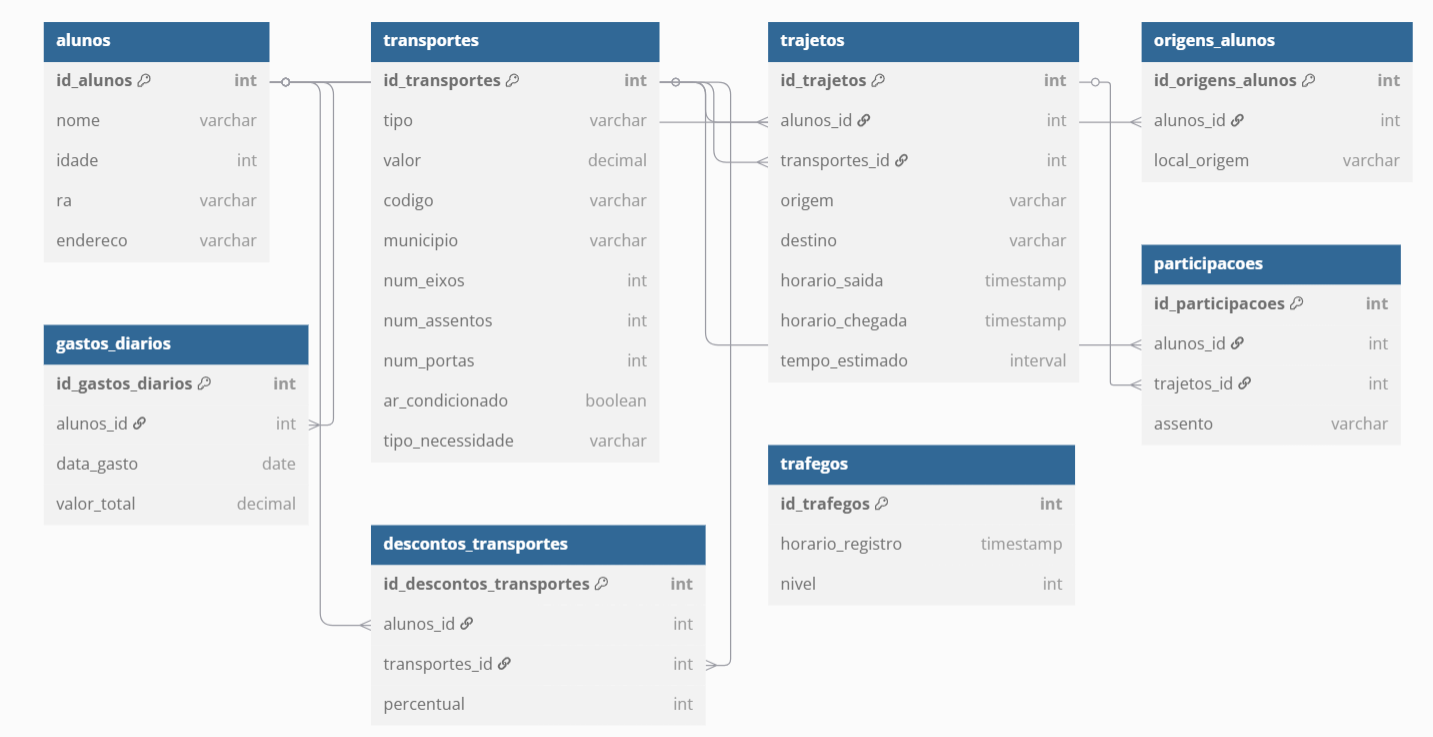 alunos
id_alunos int
nome varchar
idade int
ra varchar
endereco varchar
gastos_diarios
id_gastos_diarios int
alunos_id int
data_gasto date
valor_total decimal
transportes
id_transportes int
tipo varchar
valor decimal
codigo varchar
municipio varchar
num_eixos int
num_assentos int
num_portas int
ar_condicionado boolean
tipo_necessidade varchar
descontos_transportes
id_descontos_transportes int
alunos_id int
transportes_id int
percentual int
trajetos
id_trajetos int
alunos_id int
transportes_id int
origem varchar
destino varchar
horario_saida timestamp
horario_chegada timestamp
tempo_estimado interval
trafegos
id_trafegos int
horario_registro timestamp
nivel int
origens_alunos
id_origens_alunos int
alunos_id int
local_origem varchar
participacoes
id_participacoes int
alunos_id int
trajetos_id int
assento varchar